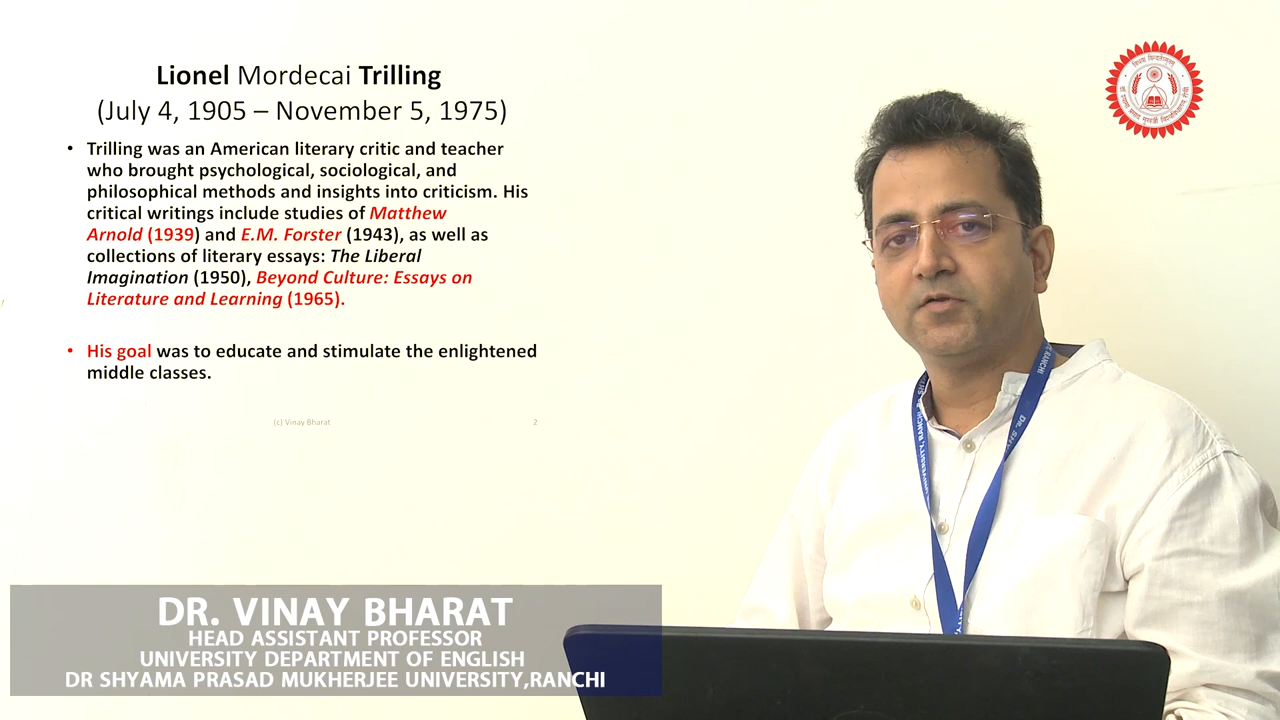 Lionel Mordecai Trilling
(July 4, 1905 – November 5, 1975)
• Trilling was an American literary critic and teacher
who brought psychological, sociological, and
philosophical methods and insights into criticism. His
critical writings include studies of Matthew
Arnold (1939) and E.M. Forster (1943), as well as
collections of literary essays: The Liberal
Imagination (1950), Beyond Culture: Essays on
Literature and Learning (1965).
• His goal was to educate and stimulate the enlightened
middle classes.
(c) Vinay Bharat 2
DR. VINAY BHARAT
HEAD ASSISTANT PROFESSOR
UNIVERSITY DEPARTMENT OF ENGLISH
DR SHYAMA PRASAD MUKHERJEE UNIVERSITY,RANCHI